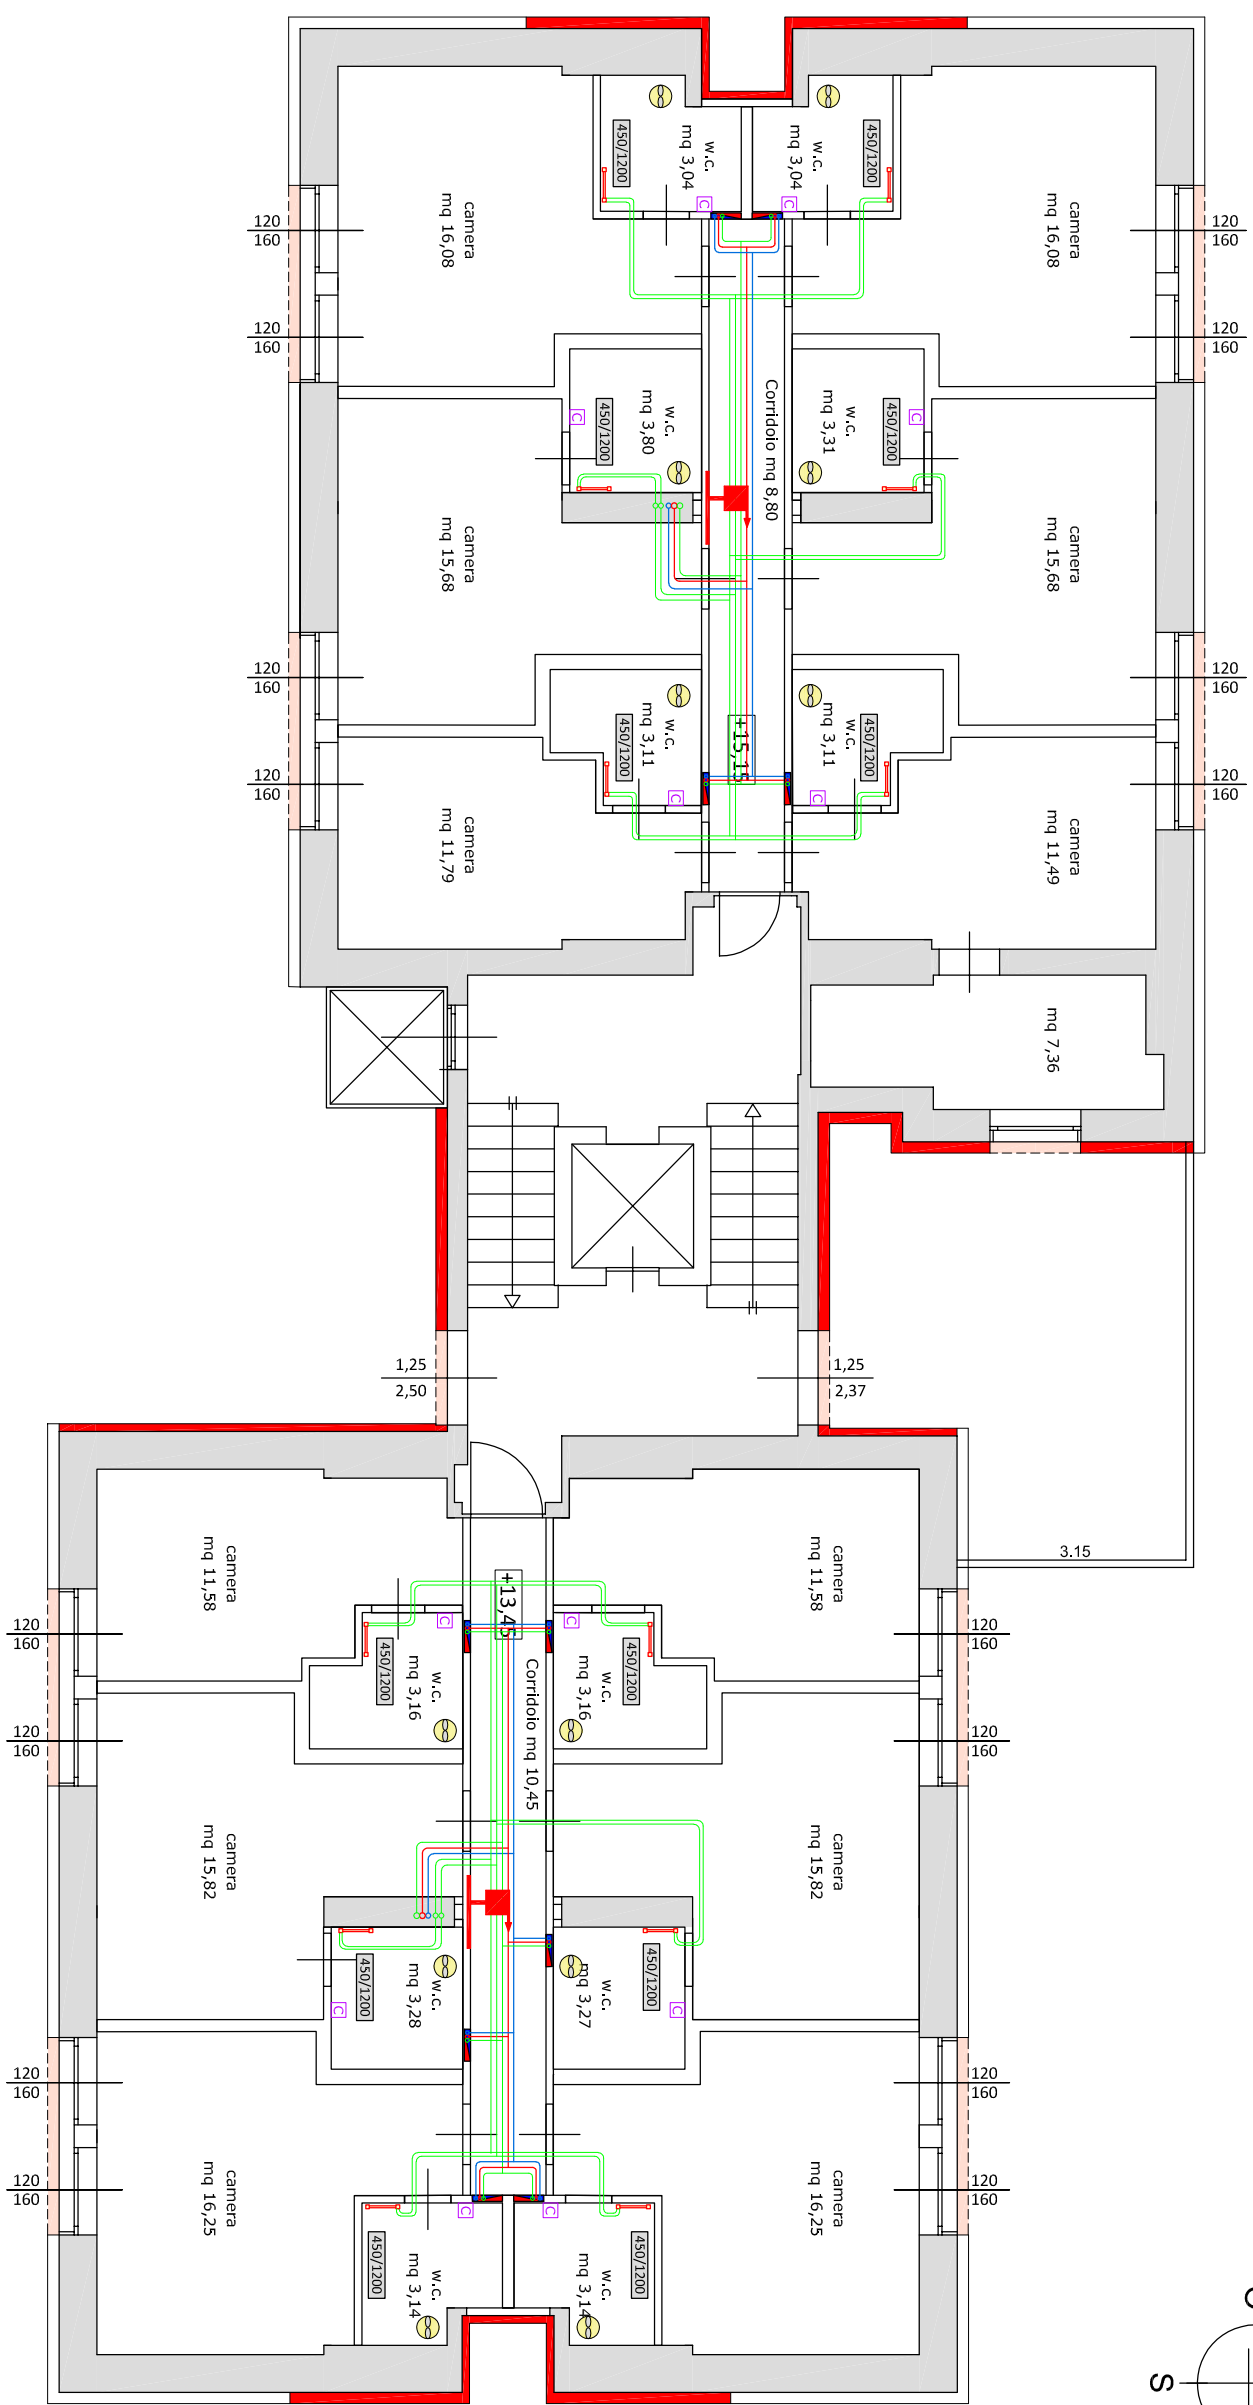 120
160
camera
mq 16,08
w.c.
mq 3,04
450/1200
C
w.c.
mq 3,04
450/1200
C
camera
mq 16,08
120
160
120
160
120
160
Corridoio mq 8,80
w.c.
mq 3,80
450/1200
C
w.c.
mq 3,31
450/1200
C
camera
mq 15,68
camera
mq 15,68
120
160
120
160
w.c.
mq 3,11
450/1200
C
+15,15
w.c.
mq 3,11
450/1200
C
120
160
120
160
camera
mq 11,79
camera
mq 11,49
mq 7,36
1,25
2,50
1,25
2,37
3.15
camera
mq 11,58
camera
mq 11,58
+13,45
120
160
w.c.
mq 3,16
450/1200
C
Corridoio mq 10,45
w.c.
mq 3,16
450/1200
C
120
160
120
160
120
160
camera
mq 15,82
camera
mq 15,82
w.c.
mq 3,28
450/1200
C
w.c.
mq 3,27
450/1200
C
120
160
120
160
camera
mq 16,25
camera
mq 16,25
120
160
120
160
C
C
w.c.
mq 3,14
450/1200
w.c.
mq 3,14
450/1200
S